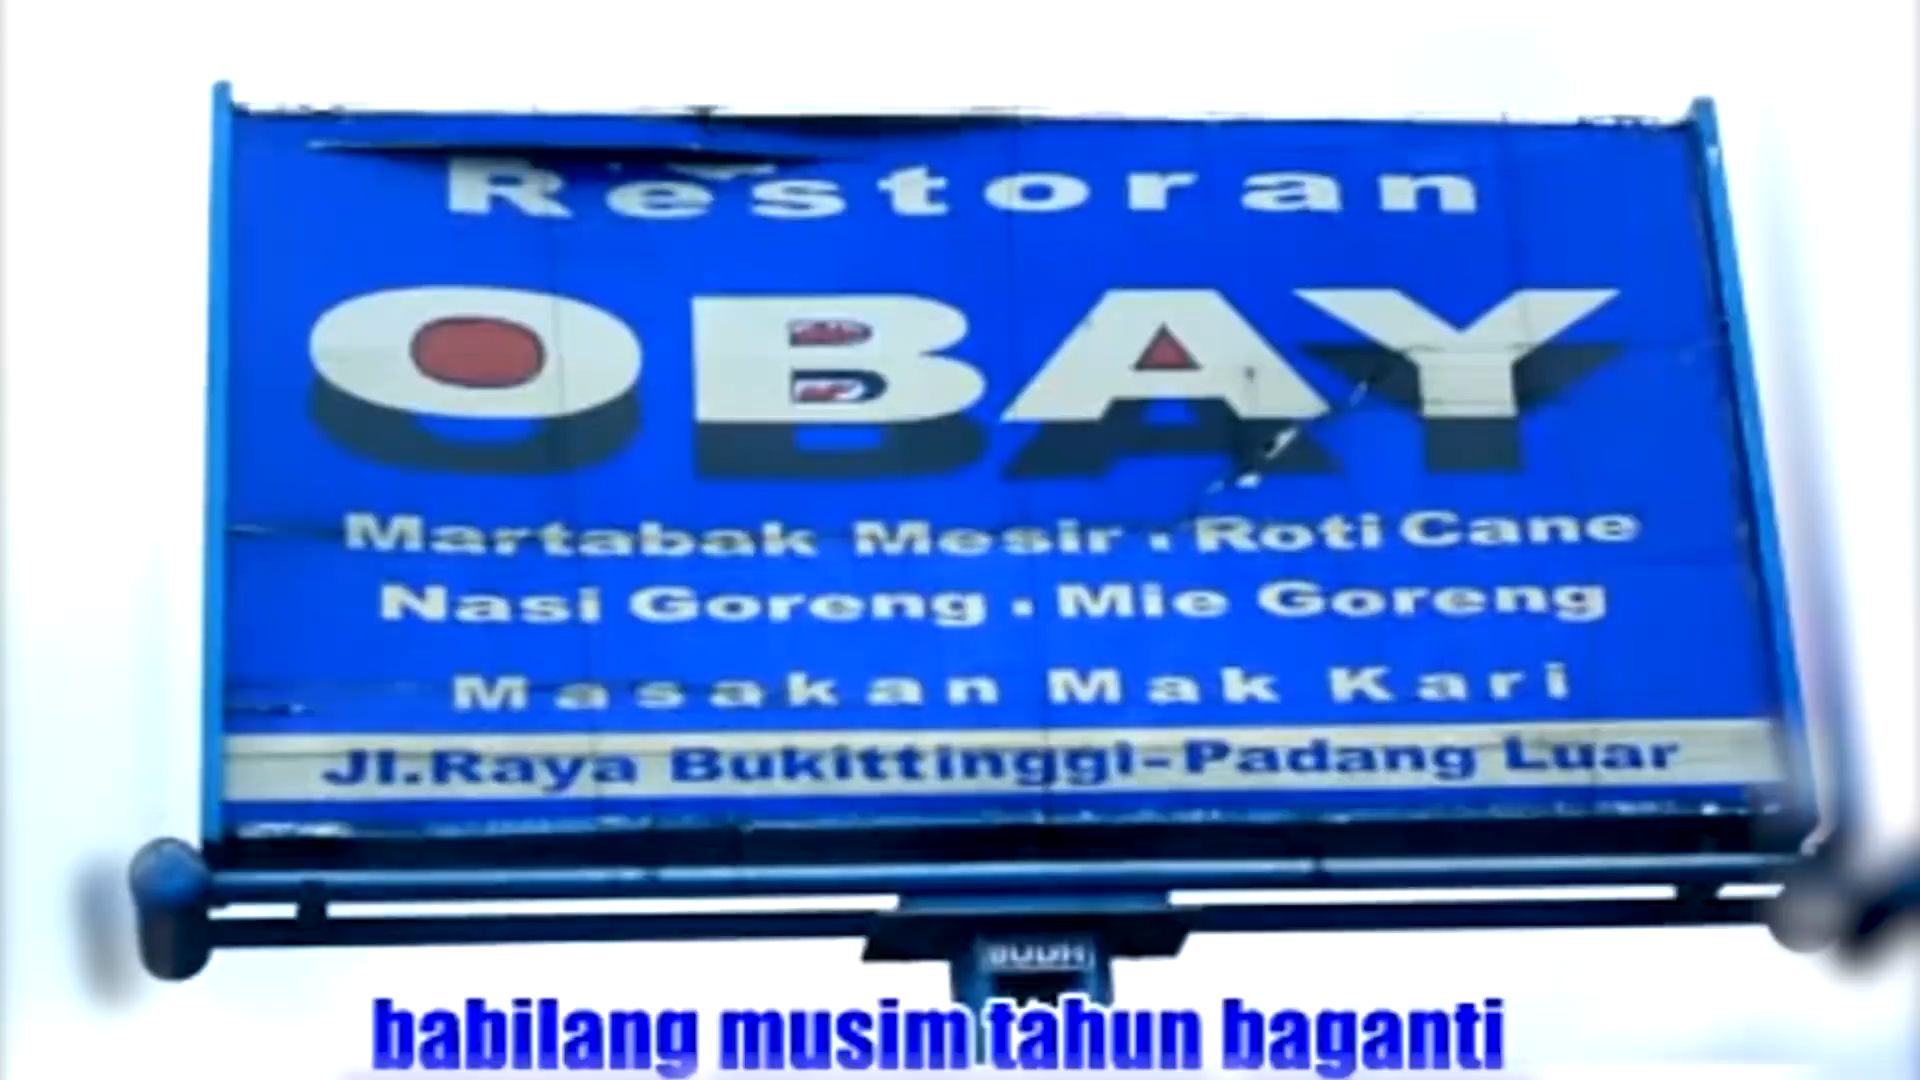 Restoran
OBAY
Martabak Mesir . Roti Cane
Nasi Goreng . Mie Goreng
Masakan Mak Kari
Jl.Raya Bukittinggi-Padang Luar
babilang musim tahun baganti